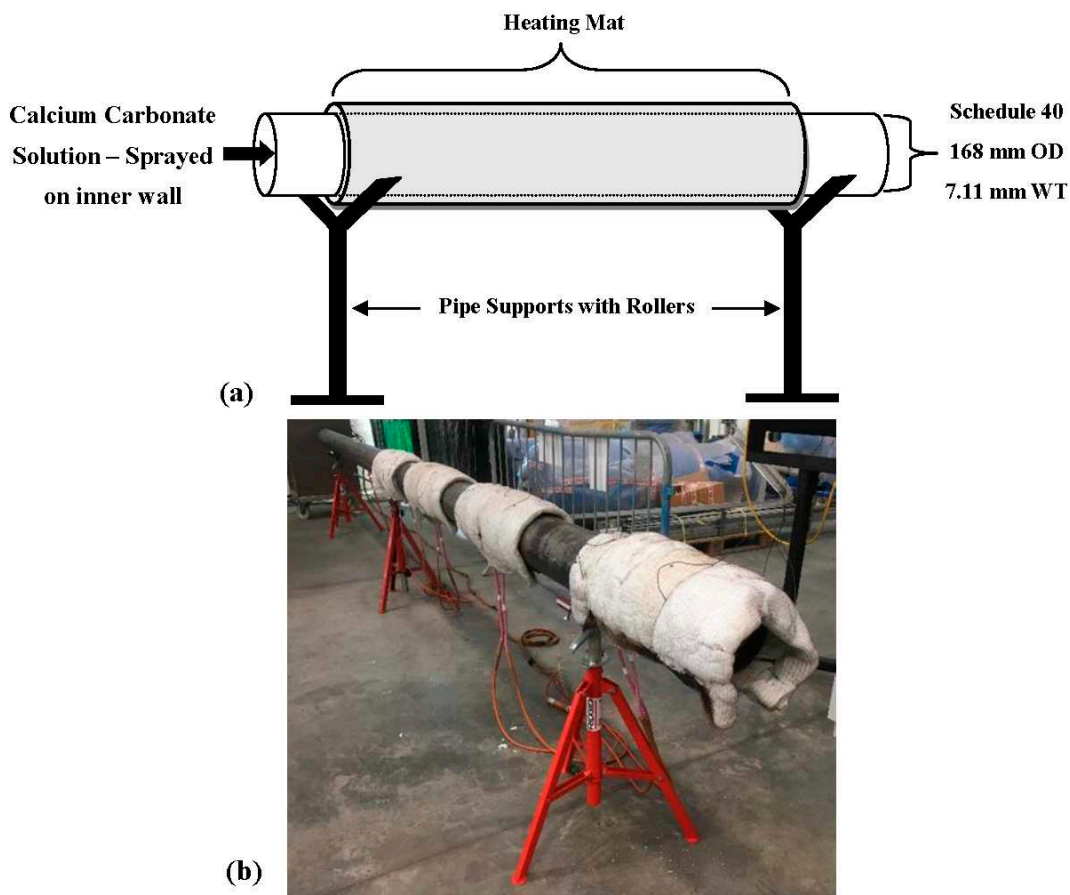 Heating Mat
Calcium Carbonate
Solution – Sprayed
on inner wall
Schedule 40
168 mm OD
7.11 mm WT
Pipe Supports with Rollers
(a)
(b)